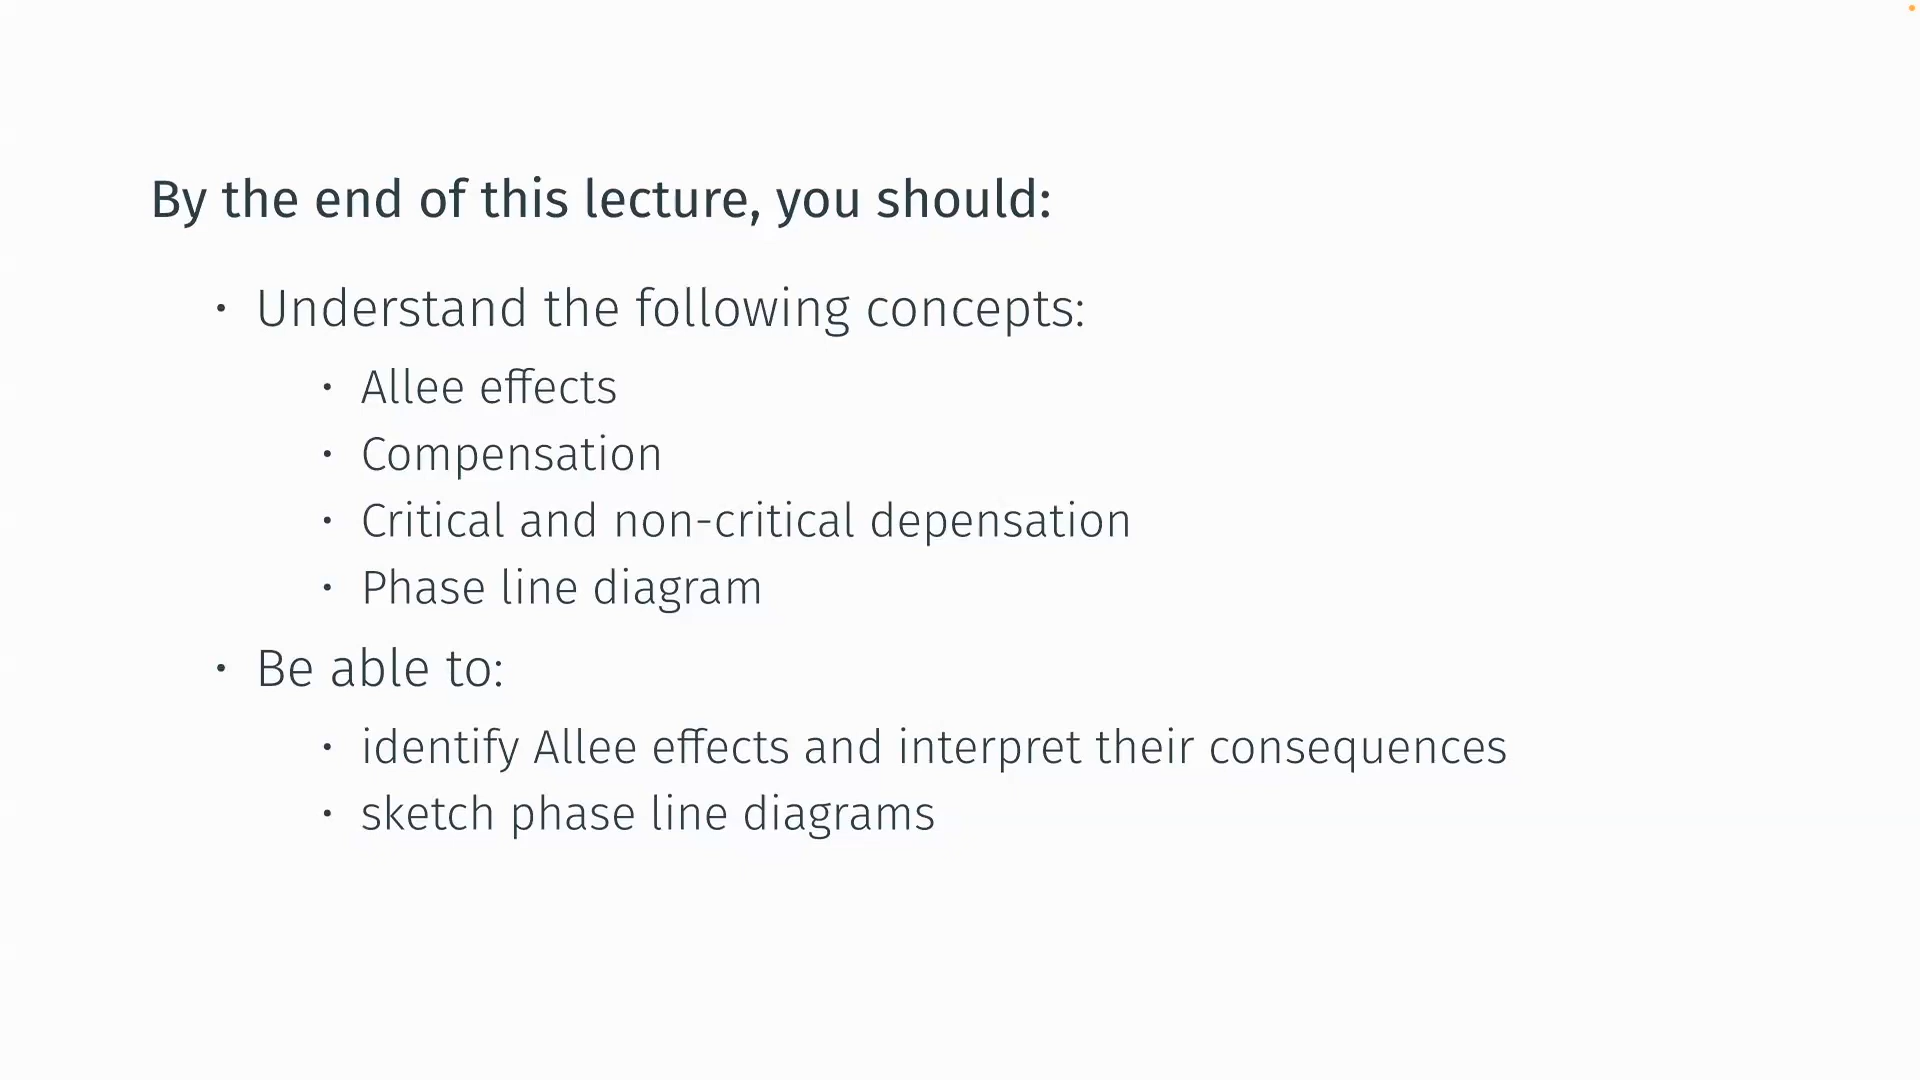 By the end of this lecture, you should:
• Understand the following concepts:
• Allee effects
• Compensation
• Critical and non-critical depensation
• Phase line diagram
• Be able to:
• identify Allee effects and interpret their consequences
• sketch phase line diagrams